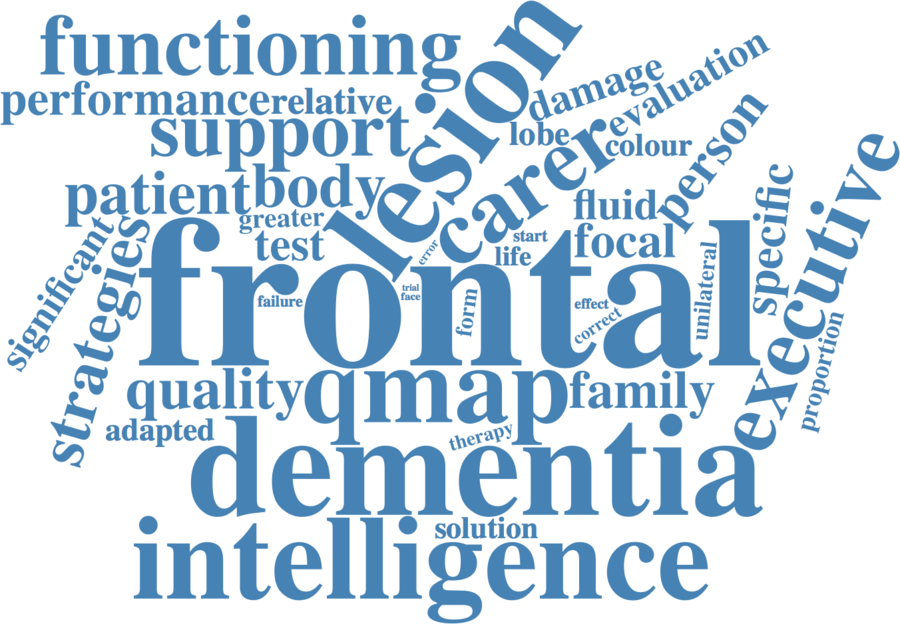 functioning
lesion
damage
evaluation
performance
relative
support
lobe
colour
carer
person
patient
body
greater
test
fluid
focal
specific
executive
significant
strategies
frontal
error
start
life
trial
face
failure
form
effect
correct
unilateral
proportion
quality
qmap
family
adapted
therapy
dementia
solution
intelligence